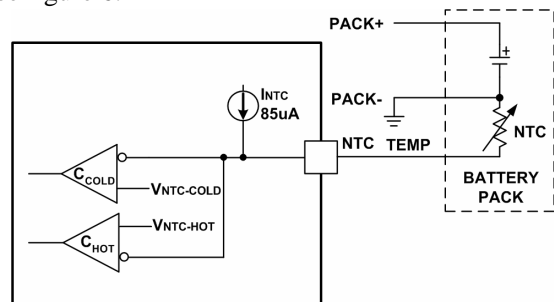 PACK+
INTC
85uA
PACK-
NTC
NTC TEMP
CCOLD
VNTC-COLD
BATTERY
PACK
VNTC-HOT
CHOT